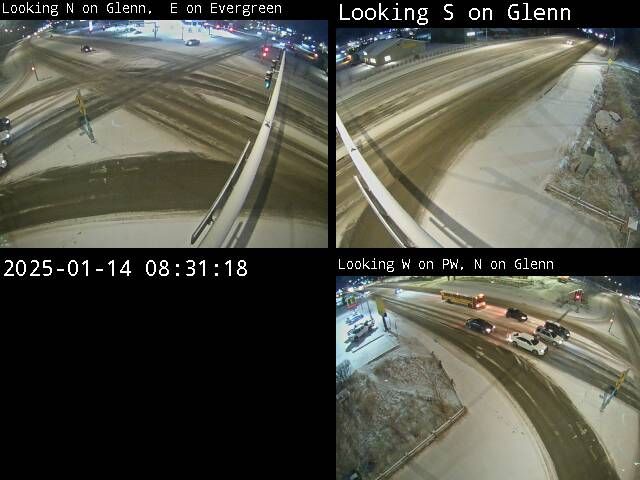 Looking N on Glenn,  E on Evergreen
Looking S on Glenn
2025-01-14 08:31:18
Looking W on PW, N on Glenn